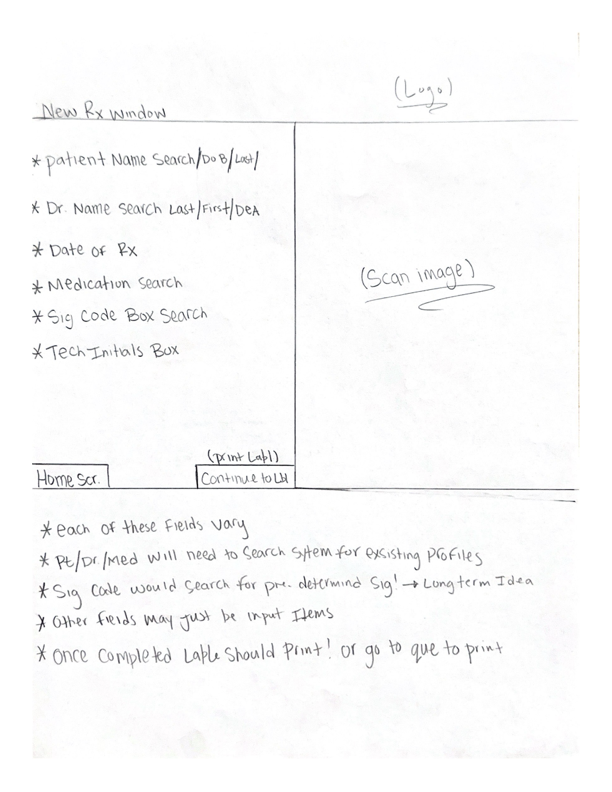 (Logo)
New Rx window
* patient Name Search/DoB/Last/
* Dr. Name Search Last/First/DEA
* Date of Rx
* Medication Search
* Sig Code Box Search
* Tech Initials Box
(Scan image)
(print Labl)
Home Scr.
Continue to
* each of these Fields vary
* Pt/Dr./Med will need to Search Sytem for exsisting Profiles
* Sig Code would Search for pre-determind Sig! → Long term Idea
* Other fields may just be input Items
* Once Completed Lable Should Print! or go to que to print